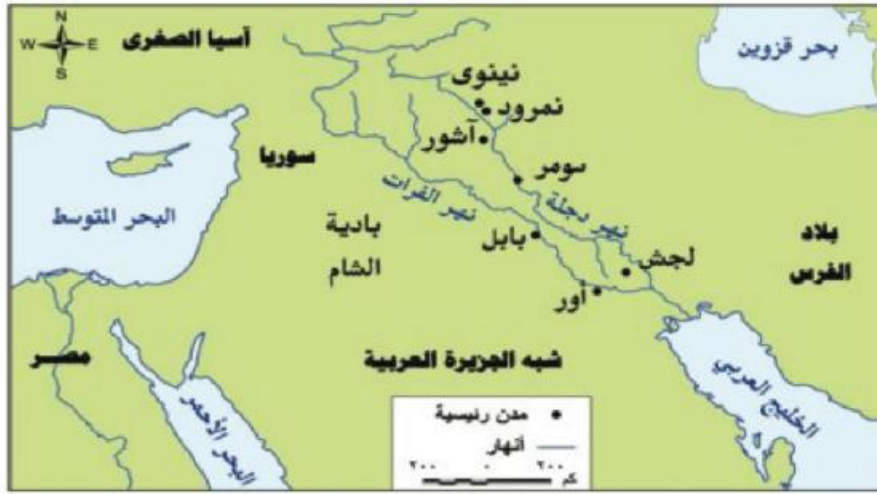 N
W E
S
آسيا الصغرى
بحر قزوين
نينوى
نمرود
آشور
سوريا
سومر
نهر الفرات
نهر دجلة
البحر المتوسط
بادية
الشام
بابل
لجش
أور
بلاد
الفرس
مصر
شبه الجزيرة العربية
البحر الأحمر
الخليج العربي
مدن رئيسية
أنهار
٢٠٠ ٠ ٢٠٠
كم